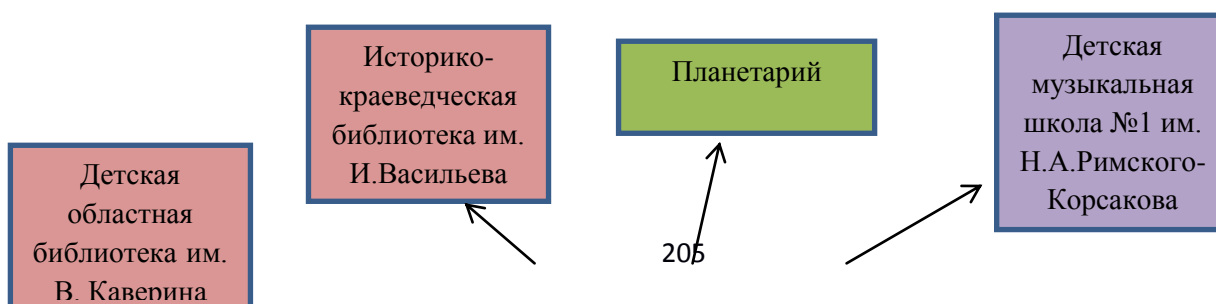 Детская
областная
библиотека им.
В. Каверина
Историко-
краеведческая
библиотека им.
И.Васильева
Планетарий
Детская
музыкальная
школа №1 им.
Н.А.Римского-
Корсакова
205